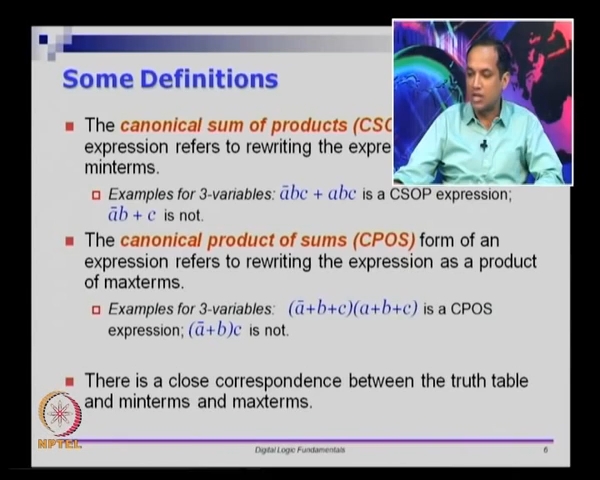 Some Definitions
The canonical sum of products (CSO
expression refers to rewriting the expre
minterms.
Examples for 3-variables: ābc + abc is a CSOP expression;
āb + c is not.
The canonical product of sums (CPOS) form of an
expression refers to rewriting the expression as a product
of maxterms.
Examples for 3-variables: (ā+b+c)(a+b+c) is a CPOS
expression; (ā+b)c is not.
There is a close correspondence between the truth table
and minterms and maxterms.
NPTEL
Digital Logic Fundamentals
6